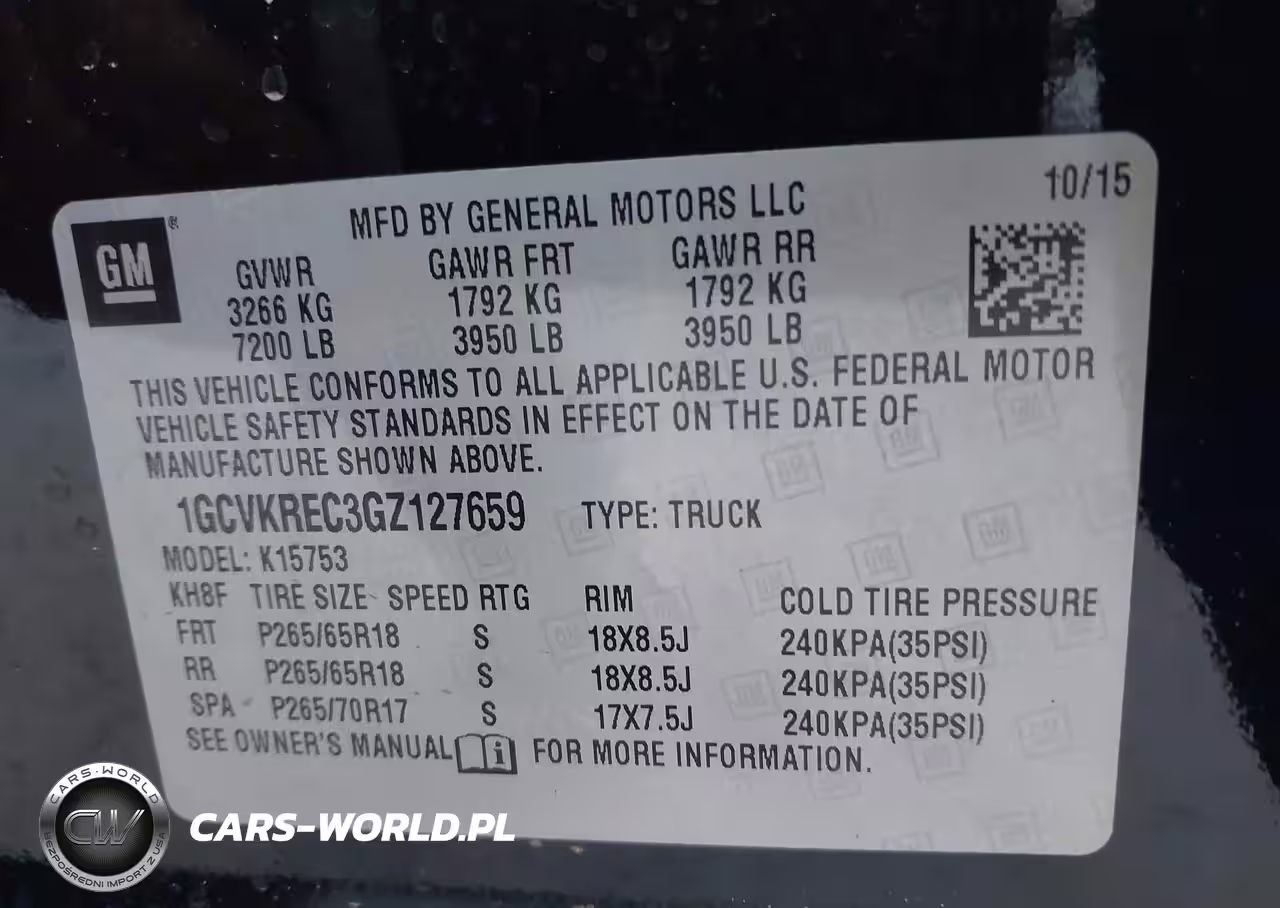 10/15
GM ®
MFD BY GENERAL MOTORS LLC
GVWR GAWR FRT GAWR RR
3266 KG 1792 KG 1792 KG
7200 LB 3950 LB 3950 LB
THIS VEHICLE CONFORMS TO ALL APPLICABLE U.S. FEDERAL MOTOR
VEHICLE SAFETY STANDARDS IN EFFECT ON THE DATE OF
MANUFACTURE SHOWN ABOVE.
1GCVKREC3GZ127659 TYPE: TRUCK
MODEL: K15753
KH8F TIRE SIZE SPEED RTG RIM COLD TIRE PRESSURE
FRT P265/65R18 S 18X8.5J 240KPA(35PSI)
RR P265/65R18 S 18X8.5J 240KPA(35PSI)
SPA P265/70R17 S 17X7.5J 240KPA(35PSI)
SEE OWNER'S MANUAL i FOR MORE INFORMATION.
CARS-WORLD
CW
BEZPOŚREDNI IMPORT Z USA
CARS-WORLD.PL